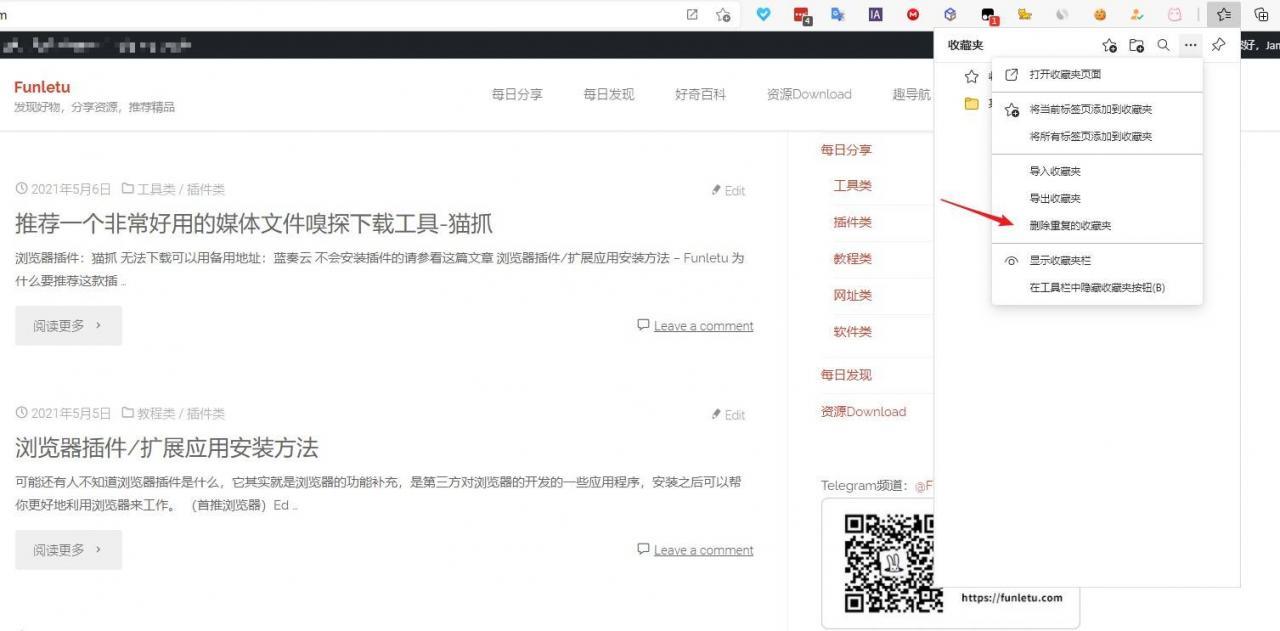 m
4
1
收藏夹
打开收藏夹页面
将当前标签页添加到收藏夹
将所有标签页添加到收藏夹
导入收藏夹
导出收藏夹
删除重复的收藏夹
显示收藏夹栏
在工具栏中隐藏收藏夹按钮(B)
好，Jam
Funletu
发现好物，分享资源，推荐精品
每日分享
每日发现
好奇百科
资源Download
趣导航
2021年5月6日 工具类 / 插件类
Edit
推荐一个非常好用的媒体文件嗅探下载工具-猫抓
浏览器插件：猫抓 无法下载可以用备用地址：蓝奏云 不会安装插件的请参看这篇文章 浏览器插件/扩展应用安装方法 – Funletu 为
什么要推荐这款插 ..
阅读更多 ›
Leave a comment
2021年5月5日 教程类 / 插件类
Edit
浏览器插件/扩展应用安装方法
可能还有人不知道浏览器插件是什么，它其实就是浏览器的功能补充，是第三方对浏览器的开发的一些应用程序，安装之后可以帮
你更好地利用浏览器来工作。 （首推浏览器）Ed ..
阅读更多 ›
Leave a comment
每日分享
工具类
插件类
教程类
网址类
软件类
每日发现
资源Download
Telegram频道：@F
https://funletu.com